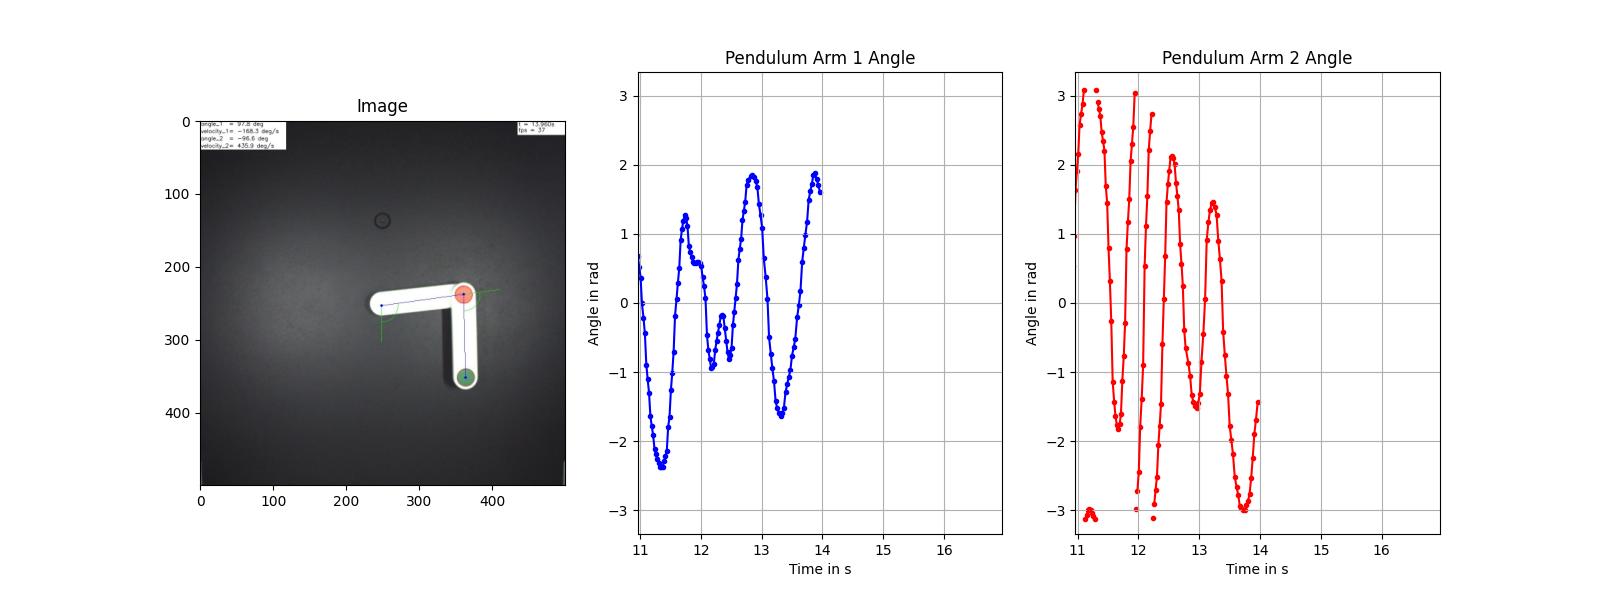 Image
angle_1 = 97.8 deg
velocity_1= -168.3 deg/s
angle_2 = -96.6 deg
velocity_2= 435.9 deg/s
t = 13.960s
fps = 37
0
100
200
300
400
0 100 200 300 400
Pendulum Arm 1 Angle
Angle in rad
3
2
1
0
−1
−2
−3
11 12 13 14 15 16
Time in s
Pendulum Arm 2 Angle
Angle in rad
3
2
1
0
−1
−2
−3
11 12 13 14 15 16
Time in s